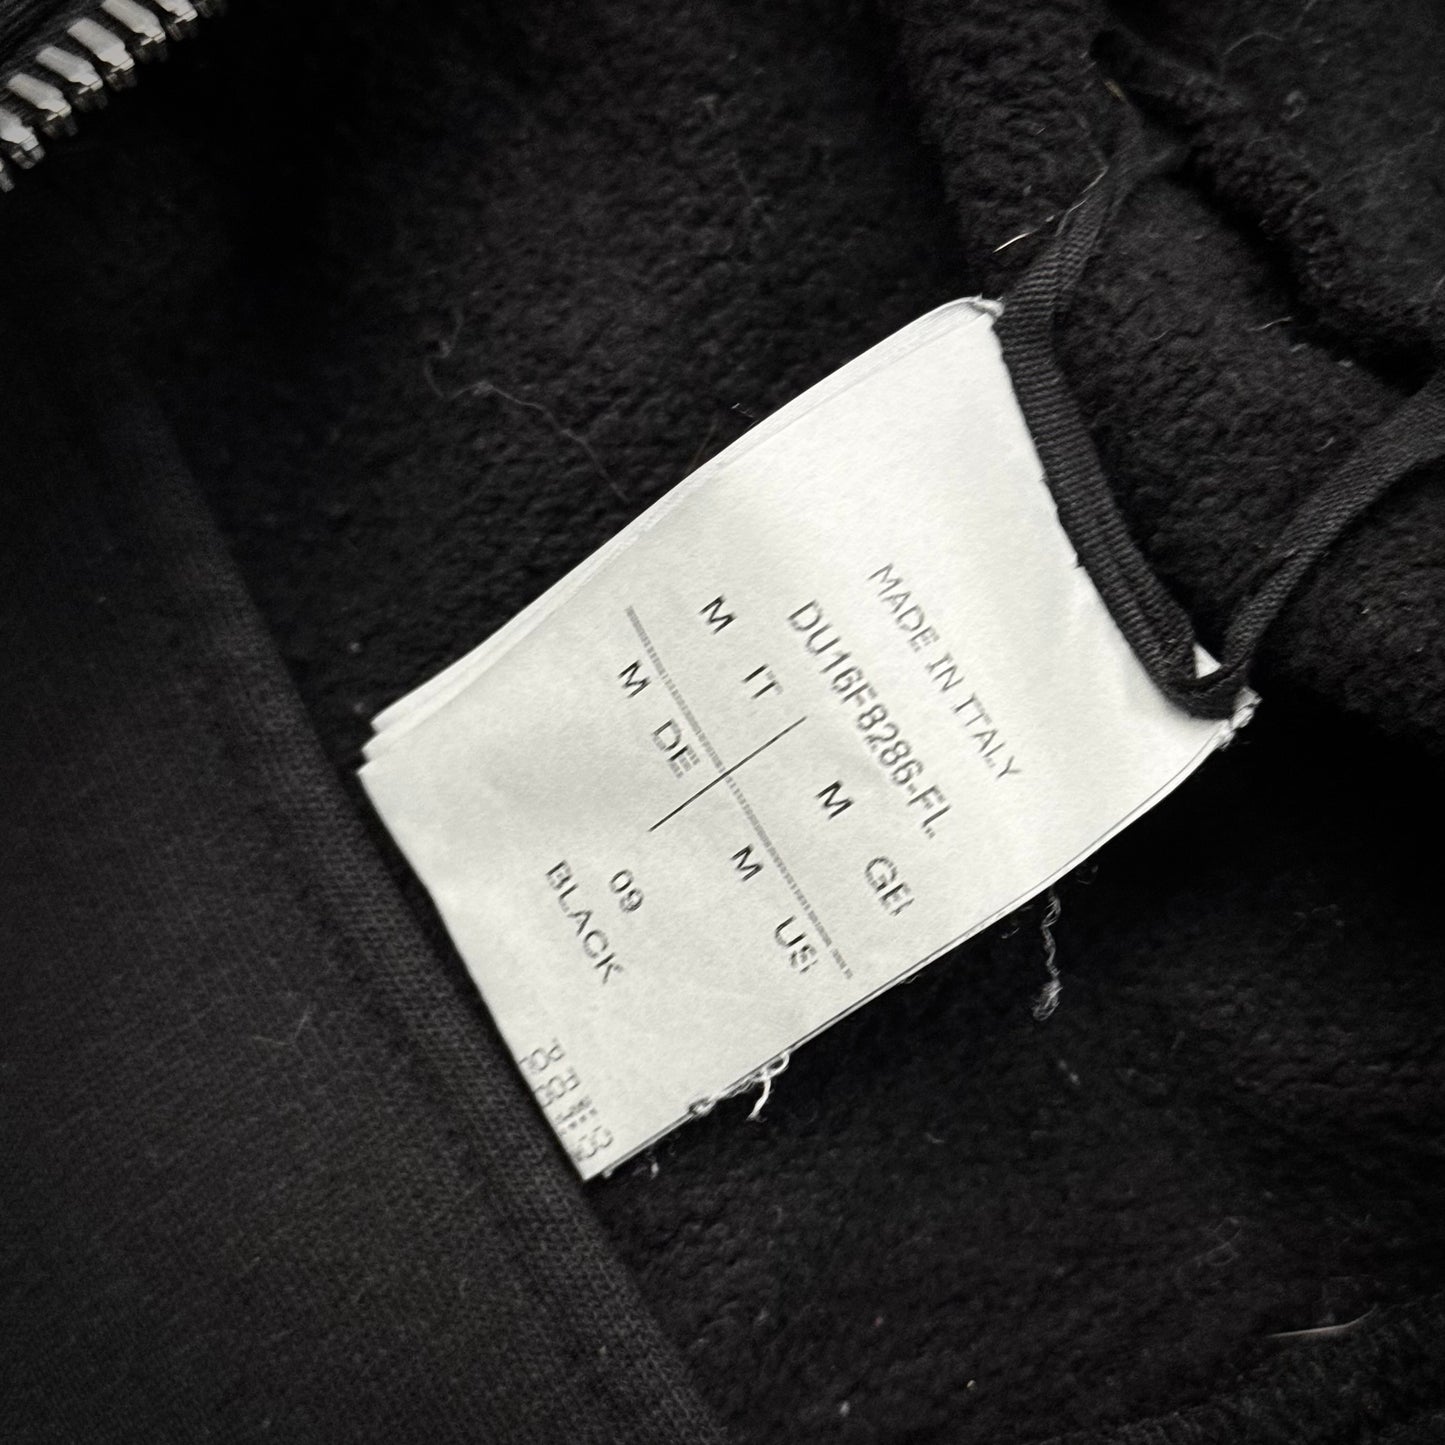 MADE IN ITALY
DU16F8286-FL
M IT M GB
M DE M US
09
BLACK